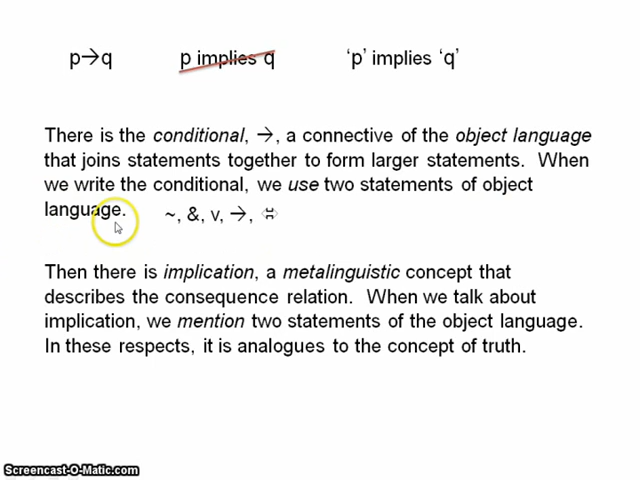 p→q p implies q ‘p’ implies ‘q’
There is the conditional, →, a connective of the object language
that joins statements together to form larger statements. When
we write the conditional, we use two statements of object
language. ~, &, v, →, ⇔
Then there is implication, a metalinguistic concept that
describes the consequence relation. When we talk about
implication, we mention two statements of the object language.
In these respects, it is analogues to the concept of truth.
Screencast-O-Matic.com